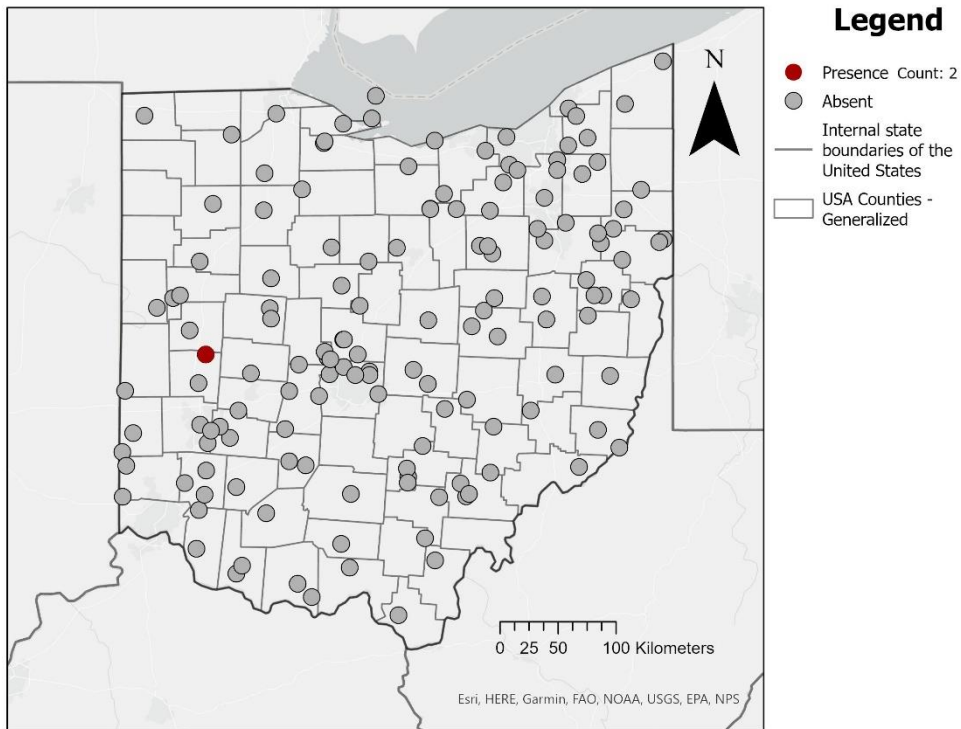 Legend
N
Presence Count: 2
Absent
Internal state
boundaries of the
United States
USA Counties -
Generalized
0 25 50 100 Kilometers
Esri, HERE, Garmin, FAO, NOAA, USGS, EPA, NPS